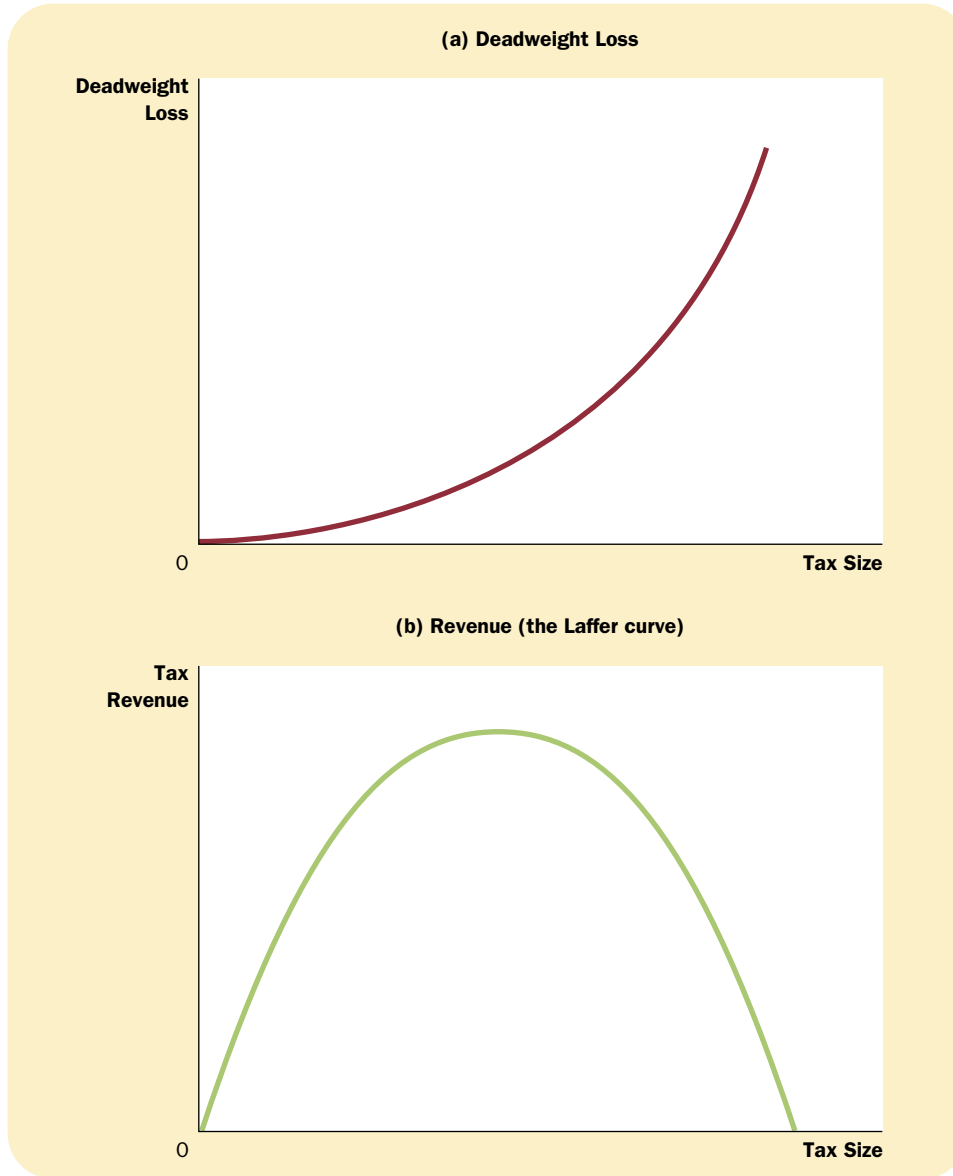 (a) Deadweight Loss
Deadweight
Loss
0
Tax Size
(b) Revenue (the Laffer curve)
Tax
Revenue
0
Tax Size